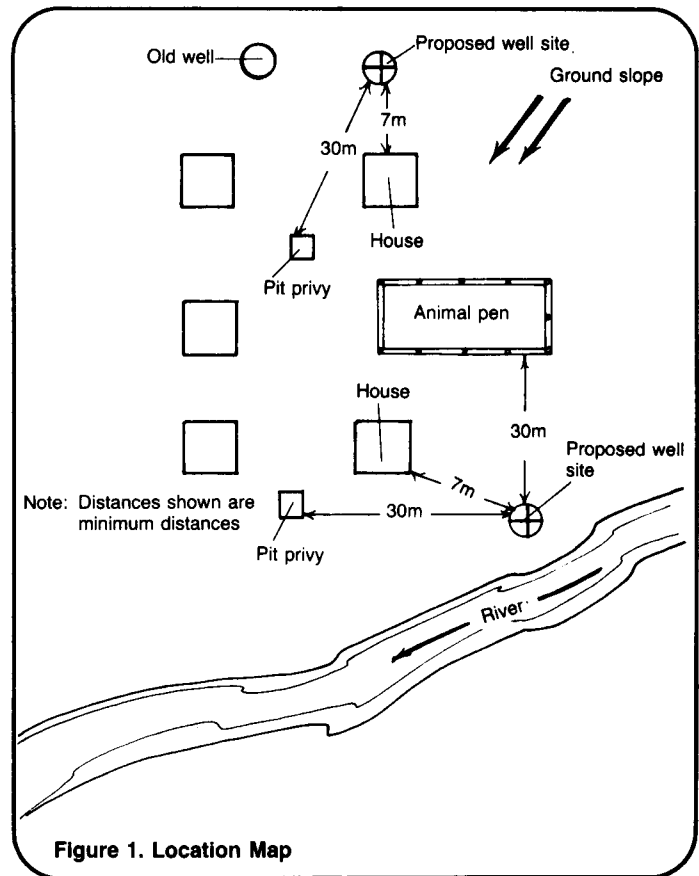 Old well
Proposed well site
Ground slope
7m
30m
House
Pit privy
Animal pen
House
30m
Proposed well
site
7m
Note: Distances shown are
minimum distances
30m
Pit privy
River
Figure 1. Location Map